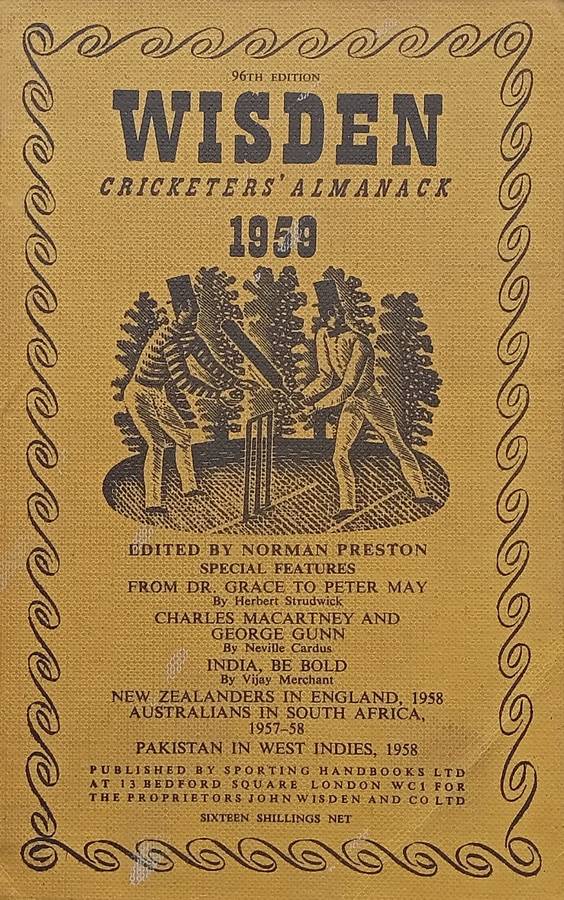 96TH EDITION
WISDEN
CRICKETERS' ALMANACK
1959
EDITED BY NORMAN PRESTON
SPECIAL FEATURES
FROM DR. GRACE TO PETER MAY
By Herbert Strudwick
CHARLES MACARTNEY AND
GEORGE GUNN
By Neville Cardus
INDIA, BE BOLD
By Vijay Merchant
NEW ZEALANDERS IN ENGLAND, 1958
AUSTRALIANS IN SOUTH AFRICA,
1957–58
PAKISTAN IN WEST INDIES, 1958
PUBLISHED BY SPORTING HANDBOOKS LTD
AT 13 BEDFORD SQUARE LONDON WC1 FOR
THE PROPRIETORS JOHN WISDEN AND CO LTD
SIXTEEN SHILLINGS NET